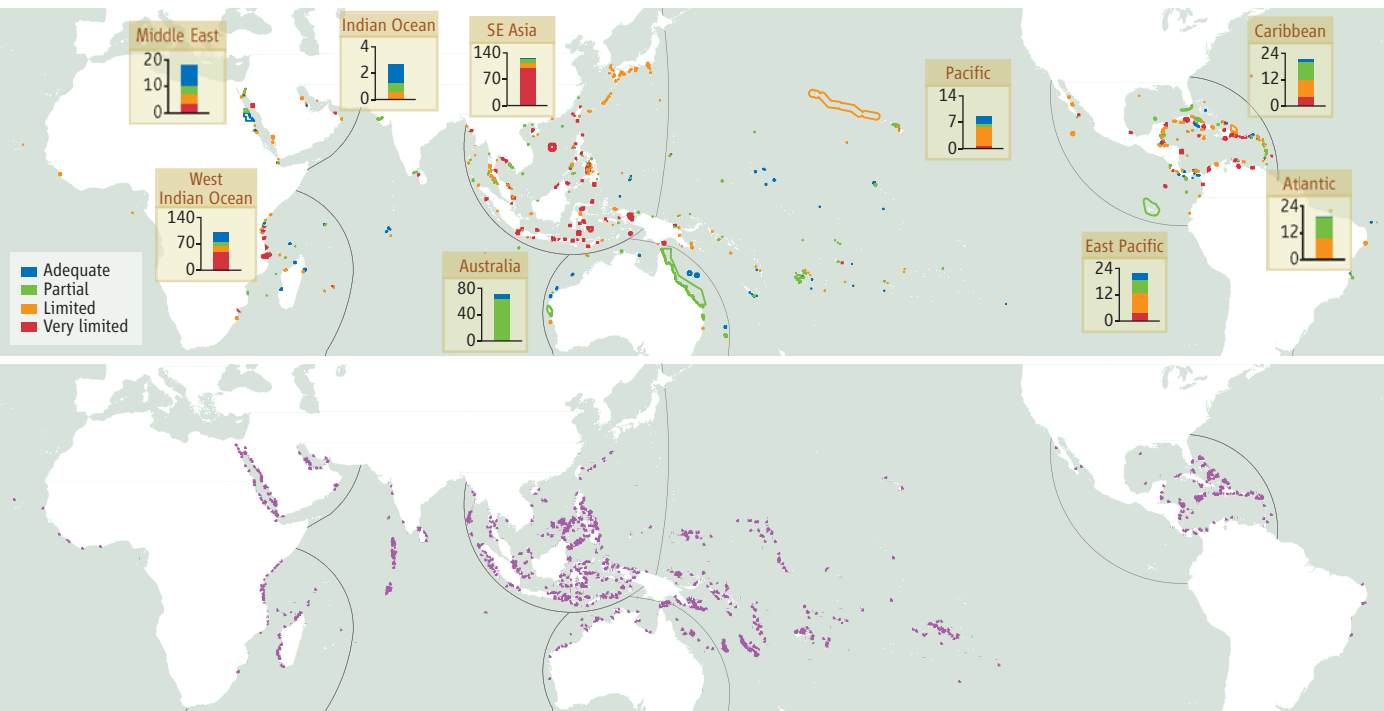 Middle East
20
10
0
Indian Ocean
4
2
0
SE Asia
140
70
0
Pacific
14
7
0
Caribbean
24
12
0
West
Indian Ocean
140
70
0
Atlantic
24
12
0
East Pacific
24
12
0
Australia
80
40
0
Adequate
Partial
Limited
Very limited